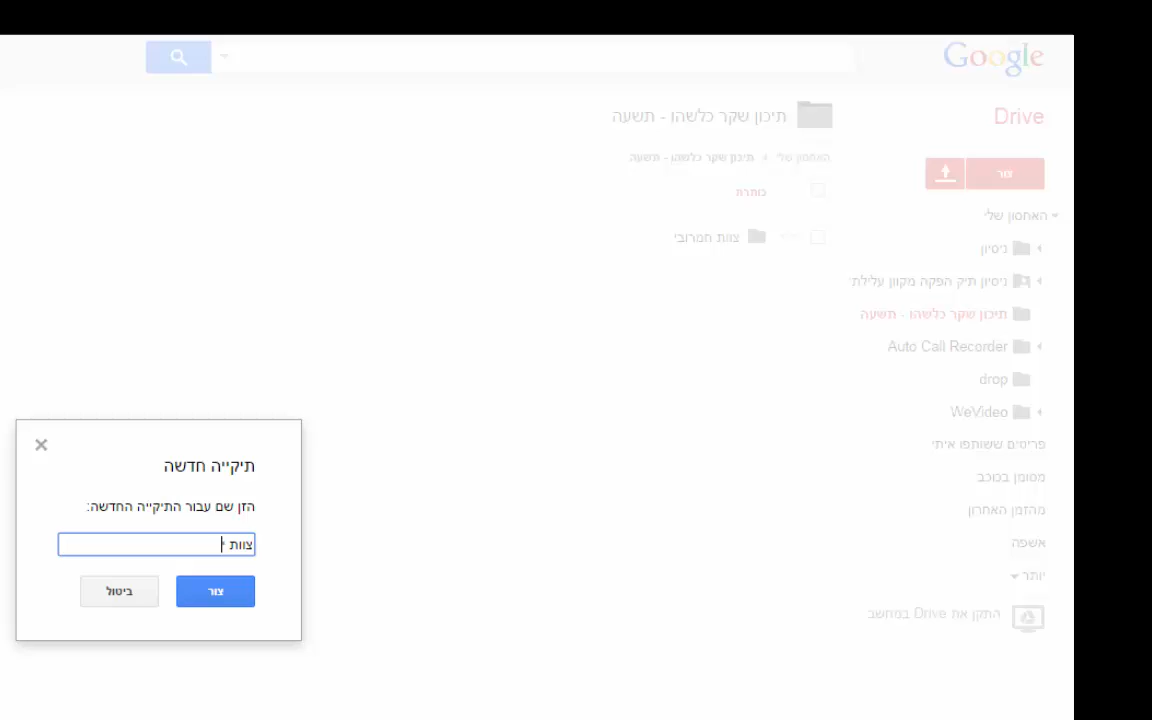 Google
Drive
תיכון שקר כלשהו - תשעה
האחסון שלי תיכון שקר כלשהו - תשעה
צור
כותרת
האחסון שלי
צוות חמרובי
ניסיון
ניסיון תיק הפקה מקוון עלילתי
תיכון שקר כלשהו - תשעה
Auto Call Recorder
drop
WeVideo
פריטים ששותפו איתי
מסומן בכוכב
מהזמן האחרון
אשפה
יותר
התקן את Drive במחשב
תיקייה חדשה
הזן שם עבור התיקייה החדשה:
צוות
צור
ביטול